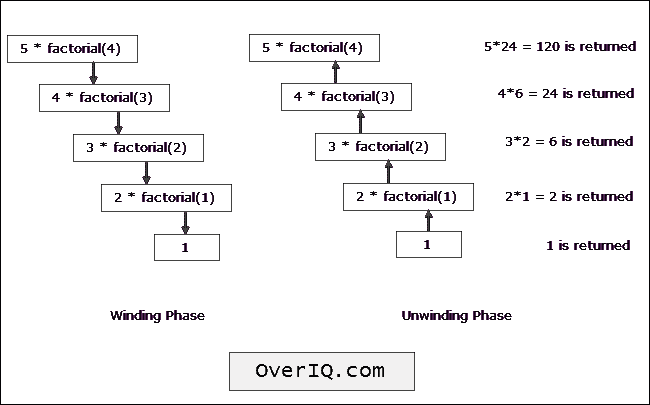 5 * factorial(4)
4 * factorial(3)
3 * factorial(2)
2 * factorial(1)
1
Winding Phase
5 * factorial(4)
4 * factorial(3)
3 * factorial(2)
2 * factorial(1)
1
Unwinding Phase
5*24 = 120 is returned
4*6 = 24 is returned
3*2 = 6 is returned
2*1 = 2 is returned
1 is returned
OverIQ.com